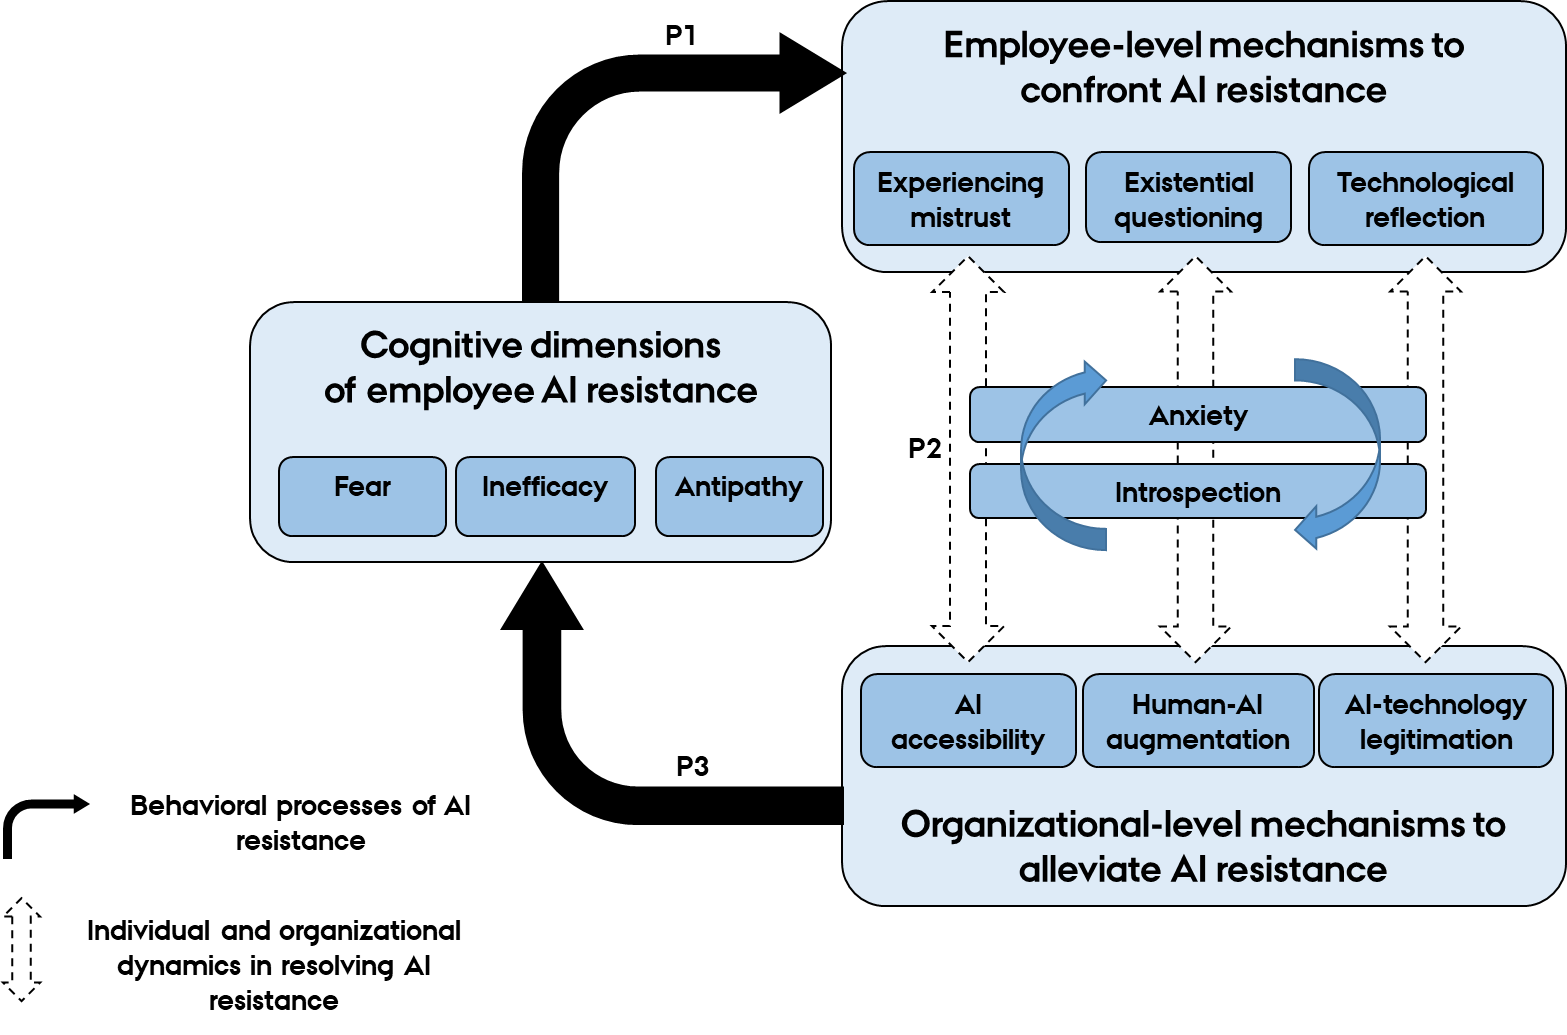 P1
Employee-level mechanisms to
confront AI resistance
Experiencing
mistrust
Existential
questioning
Technological
reflection
Cognitive dimensions
of employee AI resistance
Fear
Inefficacy
Antipathy
P2
Anxiety
Introspection
AI
accessibility
Human-AI
augmentation
AI-technology
legitimation
Organizational-level mechanisms to
alleviate AI resistance
P3
Behavioral processes of AI
resistance
Individual and organizational
dynamics in resolving AI
resistance